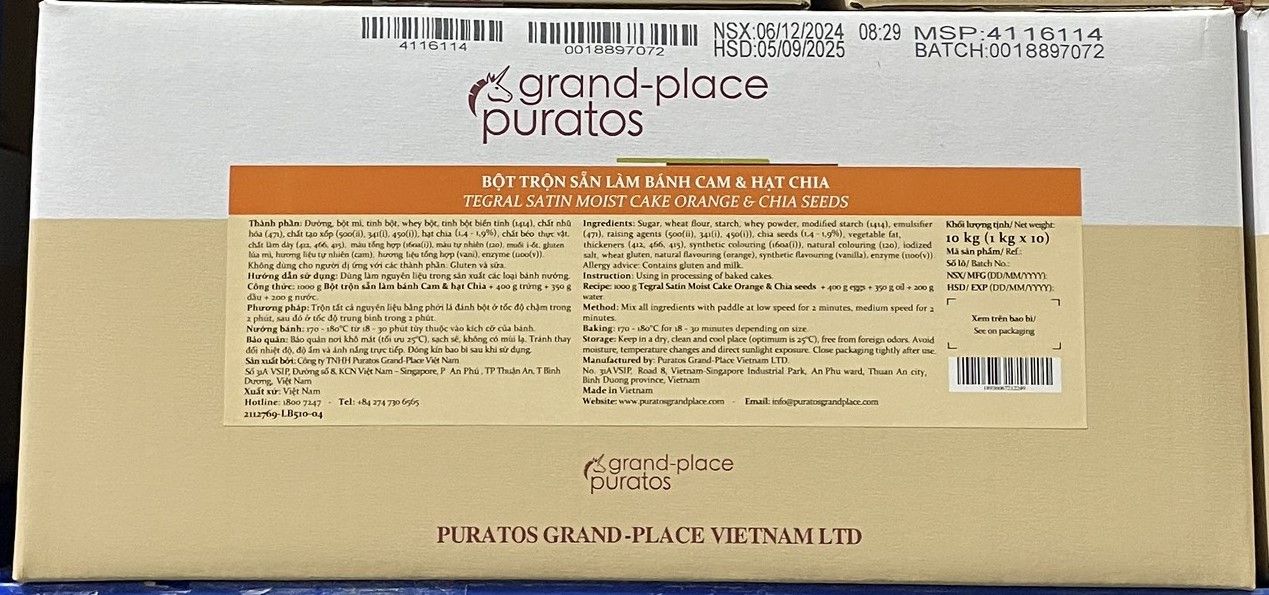 4116114
0018897072
NSX:06/12/2024 08:29 MSP:4116114
HSD:05/09/2025 BATCH:0018897072
grand-place
puratos
BỘT TRỘN SẴN LÀM BÁNH CAM & HẠT CHIA
TEGRAL SATIN MOIST CAKE ORANGE & CHIA SEEDS
Thành phần: Đường, bột mì, tinh bột, whey bột, tinh bột biến tính (1414), chất nhũ
hóa (471), chất tạo xốp (500(ii), 341(i), 450(i)), hạt chia (1.4 - 1,9%), chất béo thực vật,
chất làm dày (412, 466, 415), màu tổng hợp (160a(i)), màu tự nhiên (120), muối i-ốt, gluten
lúa mì, hương liệu tự nhiên (cam), hương liệu tổng hợp (vani), enzyme (1100(v)).
Không dùng cho người dị ứng với các thành phần: Gluten và sữa.
Hướng dẫn sử dụng: Dùng làm nguyên liệu trong sản xuất các loại bánh nướng.
Công thức: 1000 g Bột trộn sẵn làm bánh Cam & hạt Chia + 400 g trứng + 350 g
dầu + 200 g nước.
Phương pháp: Trộn tất cả nguyên liệu bằng phới lá đánh bột ở tốc độ chậm trong
2 phút, sau đó ở tốc độ trung bình trong 2 phút.
Nướng bánh: 170 - 180°C từ 18 - 30 phút tùy thuộc vào kích cỡ của bánh.
Bảo quản: Bảo quản nơi khô mát (tối ưu 25°C), sạch sẽ, không có mùi lạ. Tránh thay
đổi nhiệt độ, độ ẩm và ánh nắng trực tiếp. Đóng kín bao bì sau khi sử dụng.
Sản xuất bởi: Công ty TNHH Puratos Grand-Place Việt Nam
Số 31A VSIP, Đường số 8, KCN Việt Nam – Singapore, P An Phú , TP Thuận An, T Bình
Dương, Việt Nam
Xuất xứ: Việt Nam
Hotline: 1800 7247 - Tel: +84 274 730 6565
2112769-LB510-04
Ingredients: Sugar, wheat flour, starch, whey powder, modified starch (1414), emulsifier
(471), raising agents (500(ii), 341(i), 450(i)), chia seeds (1.4 - 1,9%), vegetable fat,
thickeners (412, 466, 415), synthetic colouring (160a(i)), natural colouring (120), iodized
salt, wheat gluten, natural flavouring (orange), synthetic flavouring (vanilla), enzyme (1100(v)).
Allergy advice: Contains gluten and milk.
Instruction: Using in processing of baked cakes.
Recipe: 1000 g Tegral Satin Moist Cake Orange & Chia seeds + 400 g eggs + 350 g oil + 200 g
water
Method: Mix all ingredients with paddle at low speed for 2 minutes, medium speed for 2
minutes.
Baking: 170 - 180°C for 18 - 30 minutes depending on size.
Storage: Keep in a dry, clean and cool place (optimum is 25°C), free from foreign odors. Avoid
moisture, temperature changes and direct sunlight exposure. Close packaging tightly after use.
Manufactured by: Puratos Grand-Place Vietnam LTD.
No. 31A VSIP, Road 8, Vietnam-Singapore Industrial Park, An Phu ward, Thuan An city,
Binh Duong province, Vietnam
Made in Vietnam
Website: www.puratosgrandplace.com - Email: info@puratosgrandplace.com
Khối lượng tịnh/ Net weight:
10 kg (1 kg x 10)
Mã sản phẩm/ Ref.:
Số lô/ Batch No.:
NSX/ MFG (DD/MM/YYYY):
HSD/ EXP (DD/MM/YYYY):
Xem trên bao bì/
See on packaging
grand-place
puratos
PURATOS GRAND-PLACE VIETNAM LTD